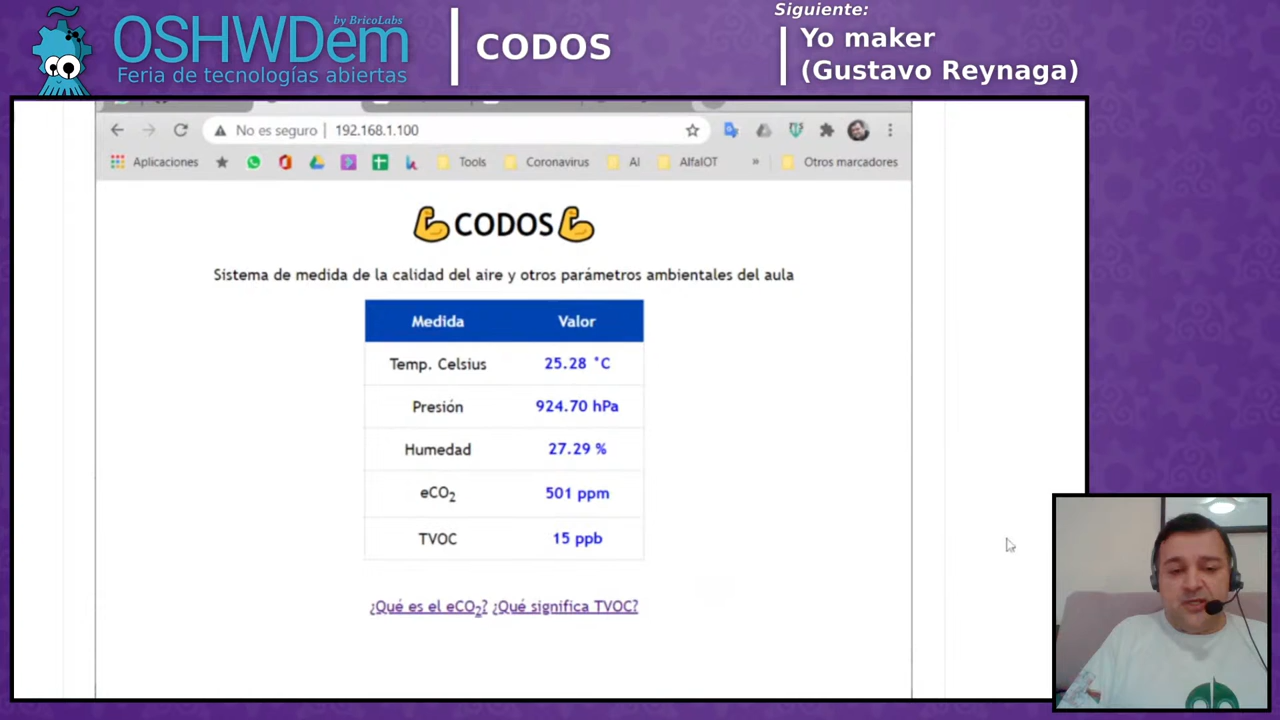 OSHWDem
by BricoLabs
Feria de tecnologías abiertas
CODOS
Siguiente:
Yo maker
(Gustavo Reynaga)
No es seguro | 192.168.1.100
Aplicaciones
Tools
Coronavirus
AI
AlfaIOT
»
Otros marcadores
CODOS
Sistema de medida de la calidad del aire y otros parámetros ambientales del aula
Medida Valor
Temp. Celsius 25.28 °C
Presión 924.70 hPa
Humedad 27.29 %
eCO₂ 501 ppm
TVOC 15 ppb
¿Qué es el eCO₂? ¿Qué significa TVOC?